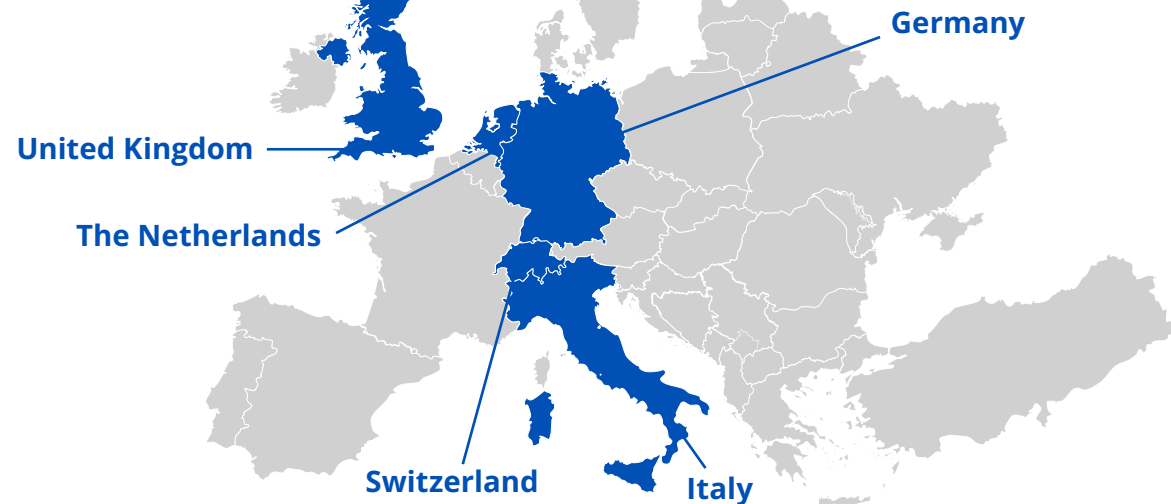 Germany
United Kingdom
The Netherlands
Switzerland
Italy